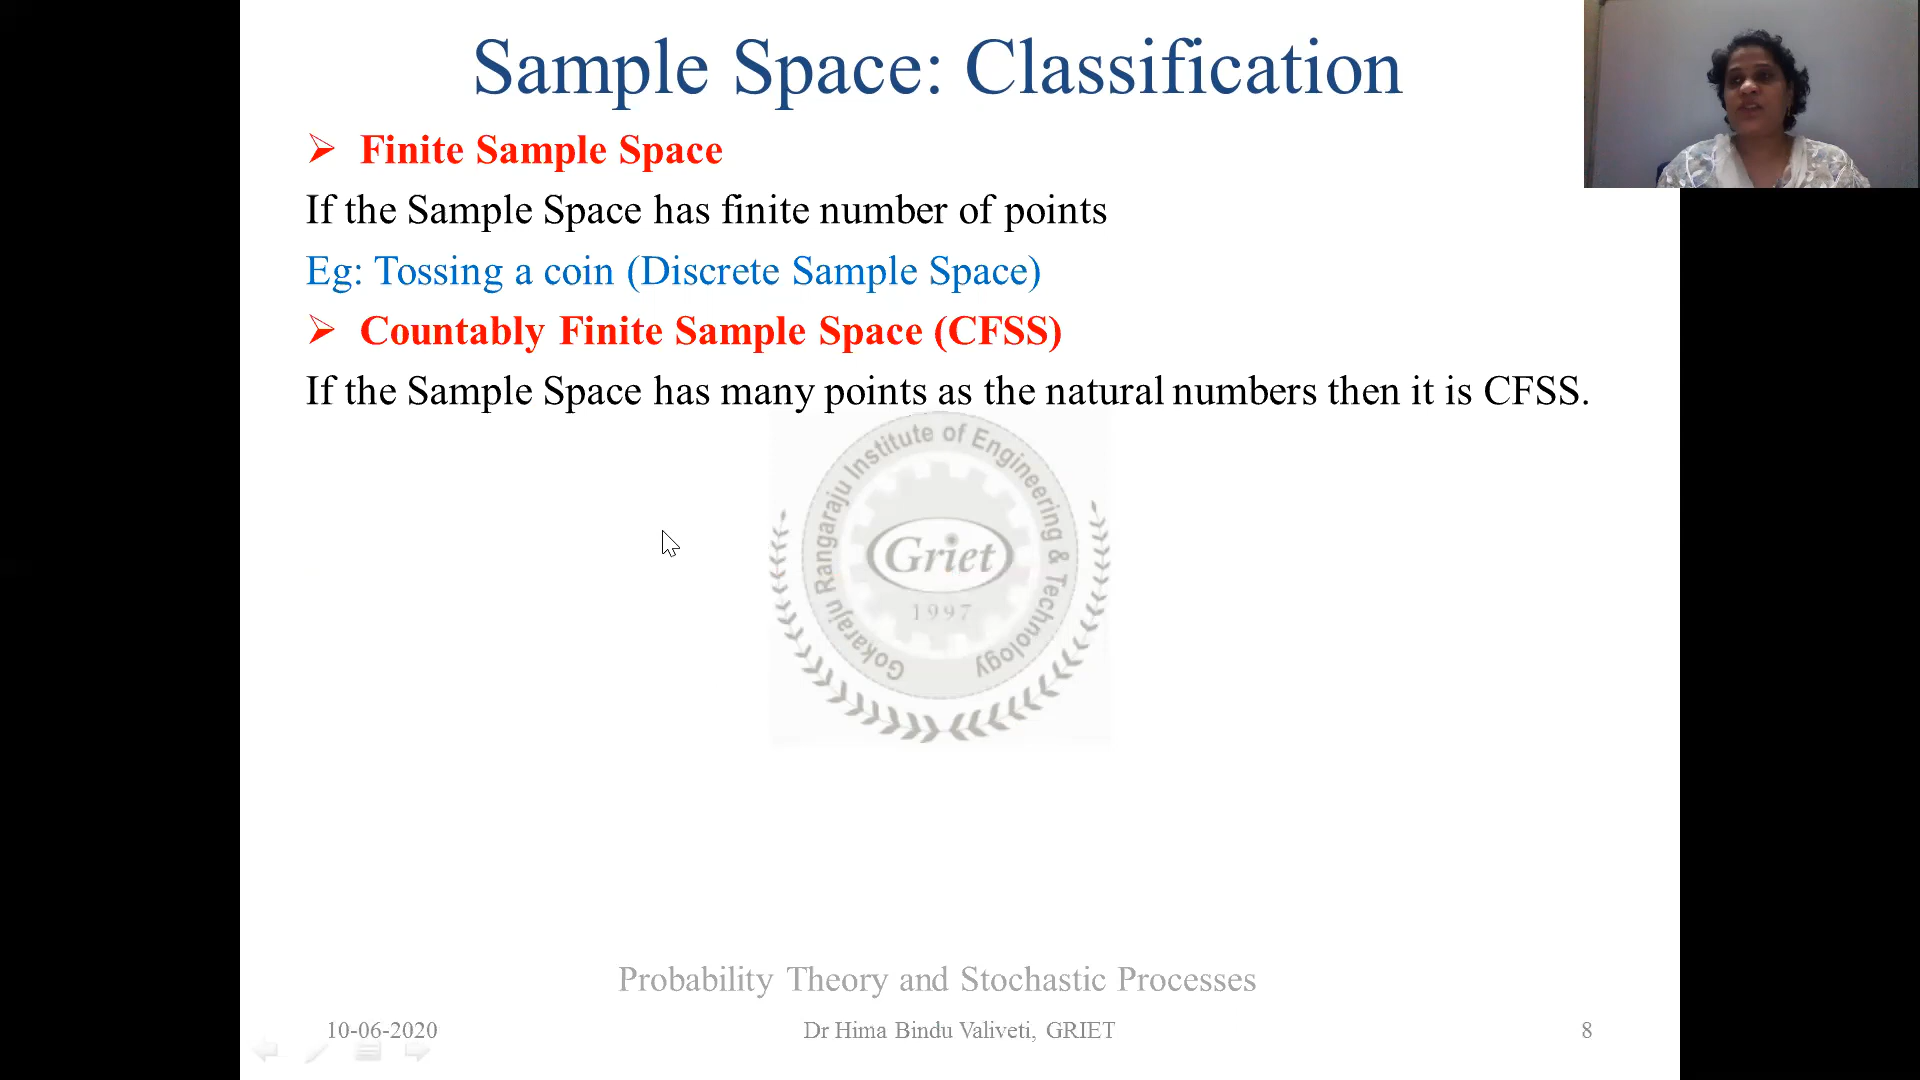 Sample Space: Classification
Finite Sample Space
If the Sample Space has finite number of points
Eg: Tossing a coin (Discrete Sample Space)
Countably Finite Sample Space (CFSS)
If the Sample Space has many points as the natural numbers then it is CFSS.
Gokaraju Rangaraju Institute of Engineering & Technology
Griet
1997
Probability Theory and Stochastic Processes
10-06-2020
Dr Hima Bindu Valiveti, GRIET
8